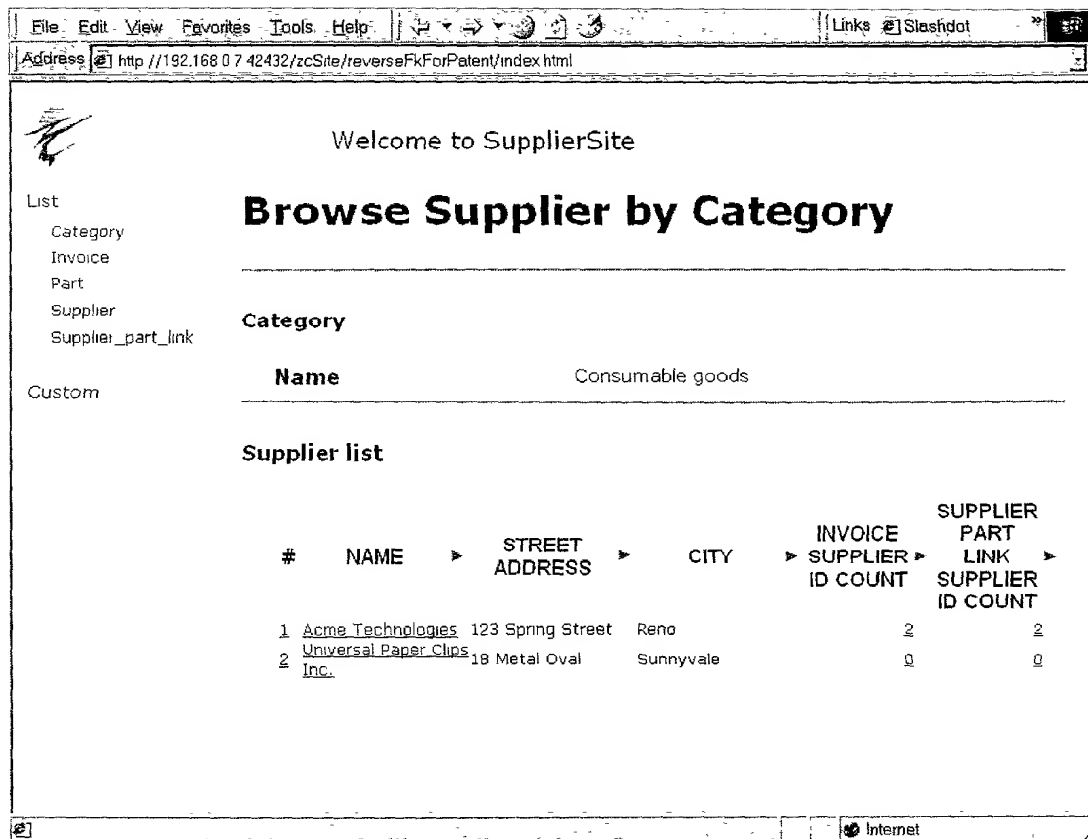 File Edit View Favorites Tools Help Links Slashdot »
Address http //192.168 0 7 42432/zcSite/reverseFkForPatent/index html
Welcome to SupplierSite
List
Category
Invoice
Part
Supplier
Supplier_part_link
Custom
Browse Supplier by Category
Category
Name Consumable goods
Supplier list
# NAME STREET ADDRESS CITY INVOICE SUPPLIER ID COUNT SUPPLIER PART LINK SUPPLIER ID COUNT
1 Acme Technologies 123 Spring Street Reno 2 2
2 Universal Paper Clips Inc. 18 Metal Oval Sunnyvale 0 0
Internet